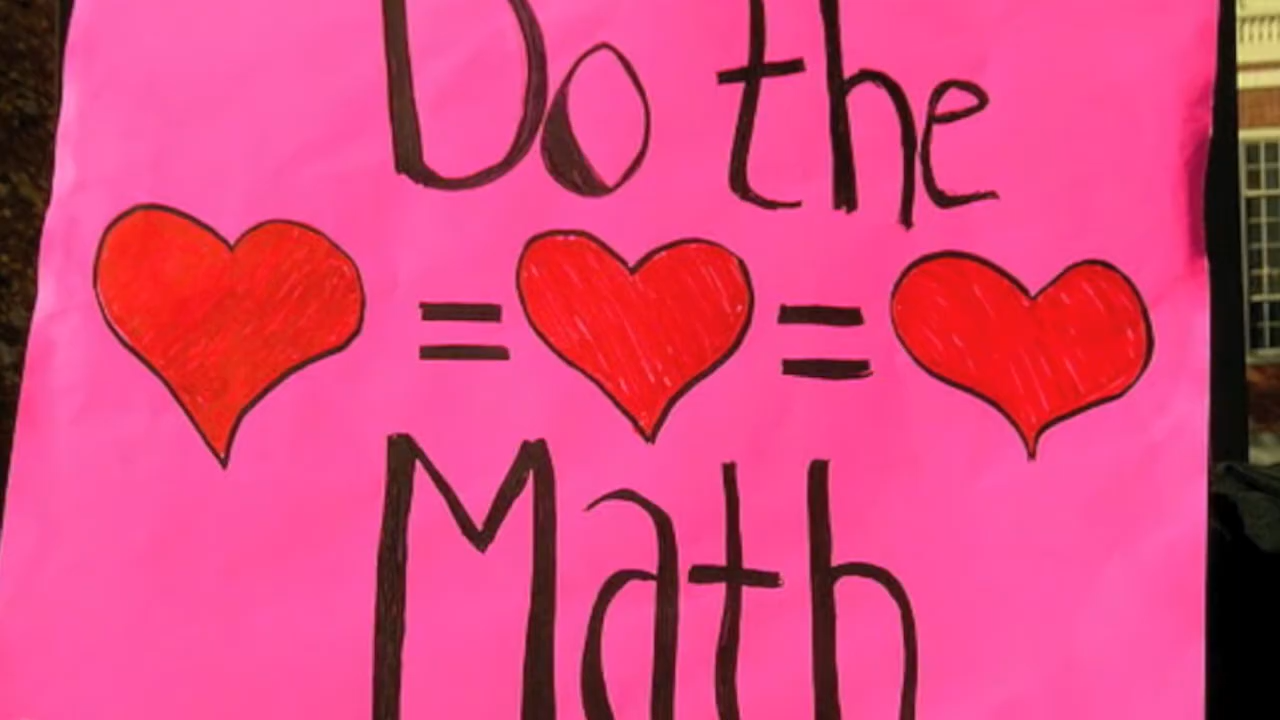 Do the
= =
Math